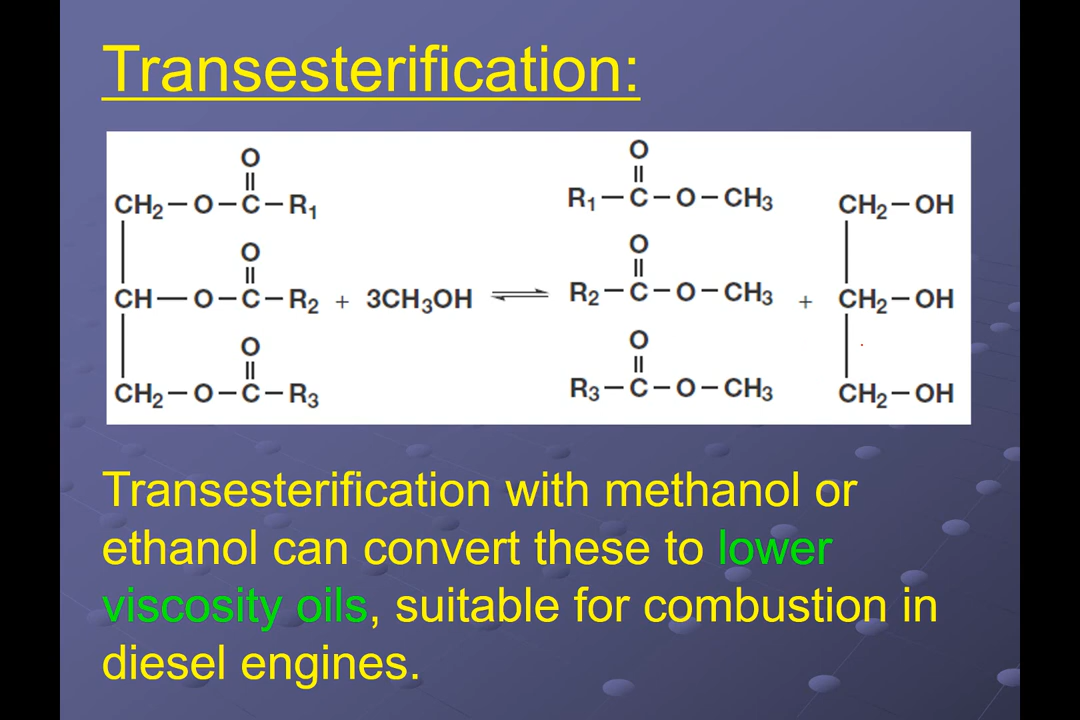 Transesterification:
O O
CH₂—O—C—R₁ R₁—C—O—CH₃ CH₂—OH
O O
CH—O—C—R₂ + 3CH₃OH ⇌ R₂—C—O—CH₃ + CH₂—OH
O O
CH₂—O—C—R₃ R₃—C—O—CH₃ CH₂—OH
Transesterification with methanol or
ethanol can convert these to lower
viscosity oils, suitable for combustion in
diesel engines.